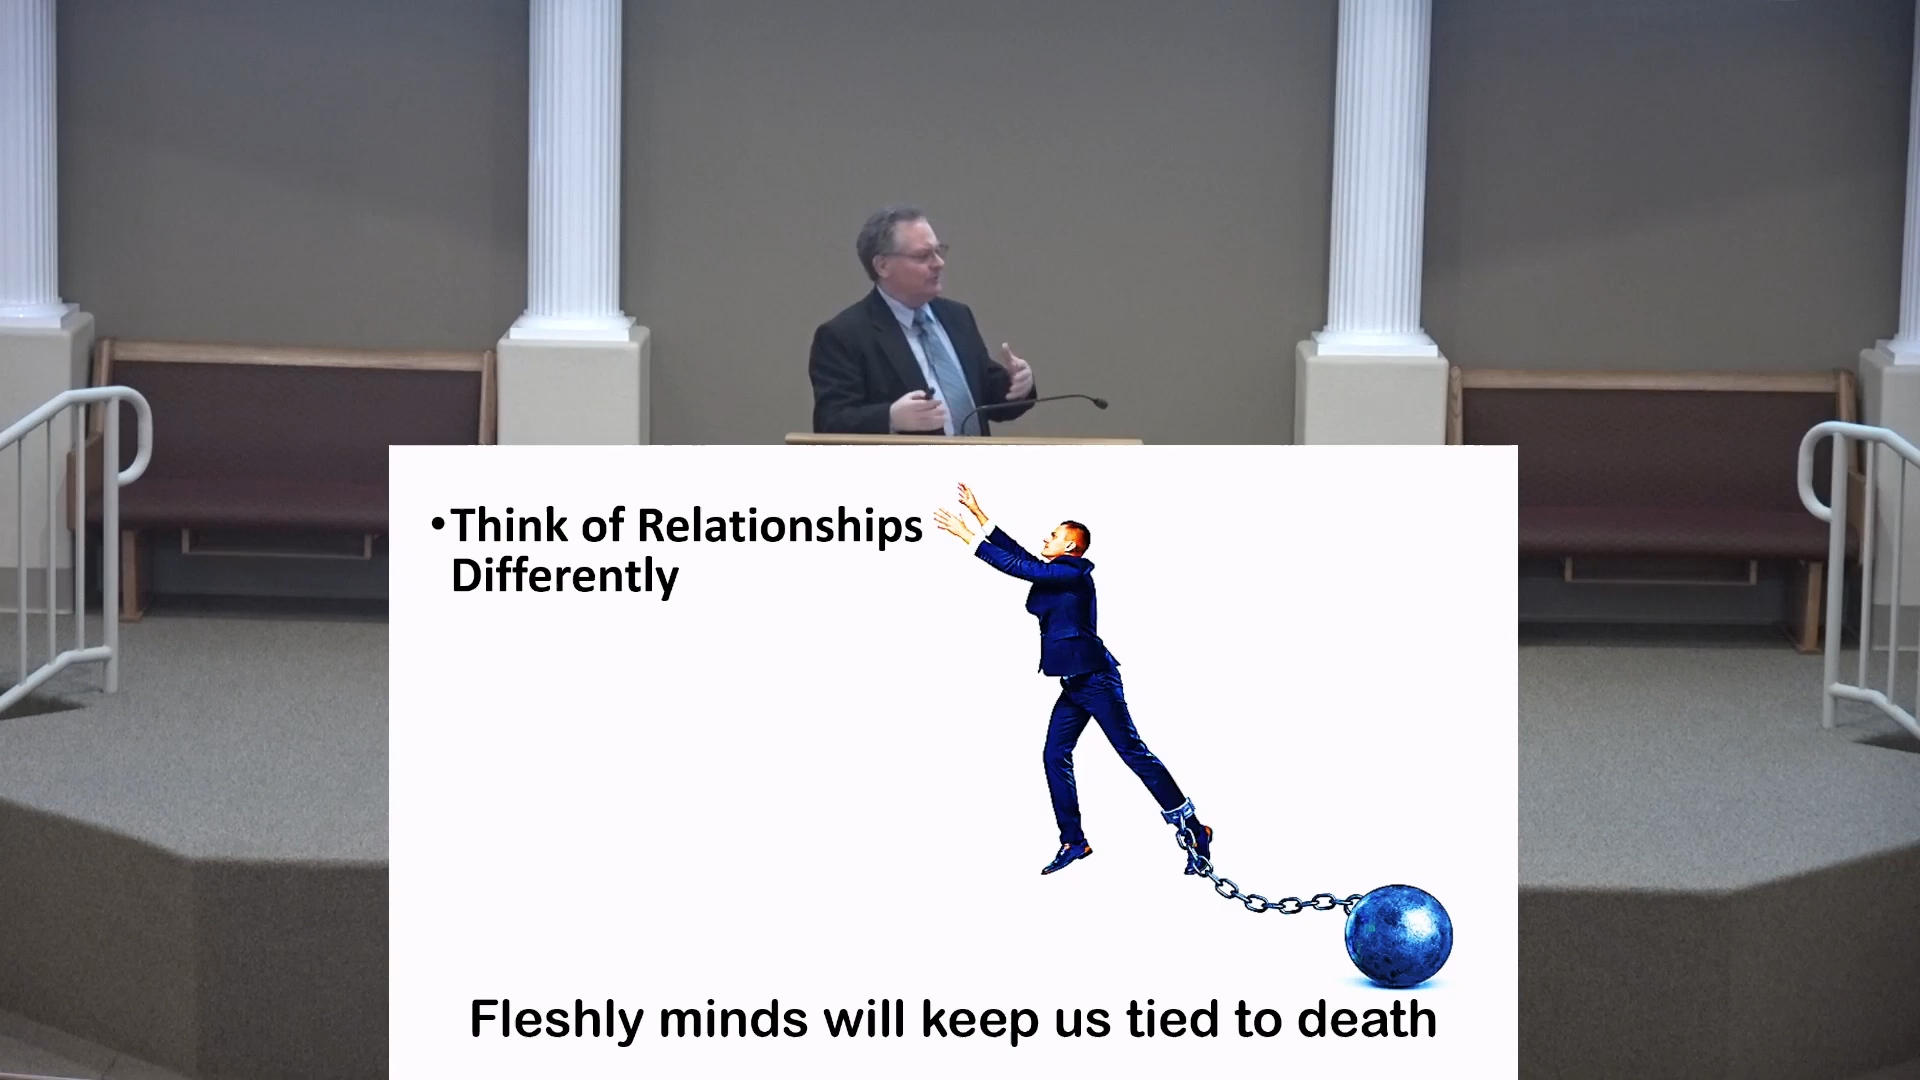 •Think of Relationships
Differently
Fleshly minds will keep us tied to death